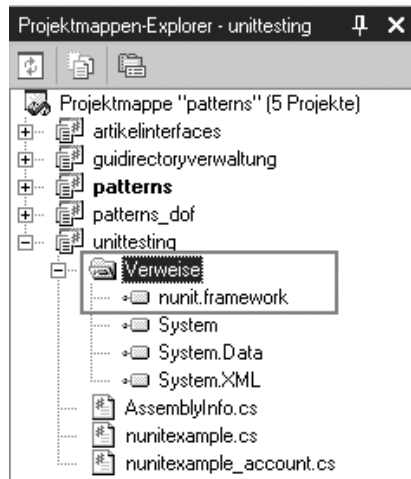 Projektmappen-Explorer - unittesting
Projektmappe "patterns" (5 Projekte)
artikelinterfaces
guidirectoryverwaltung
patterns
patterns_dof
unittesting
Verweise
nunit.framework
System
System.Data
System.XML
AssemblyInfo.cs
nunitexample.cs
nunitexample_account.cs